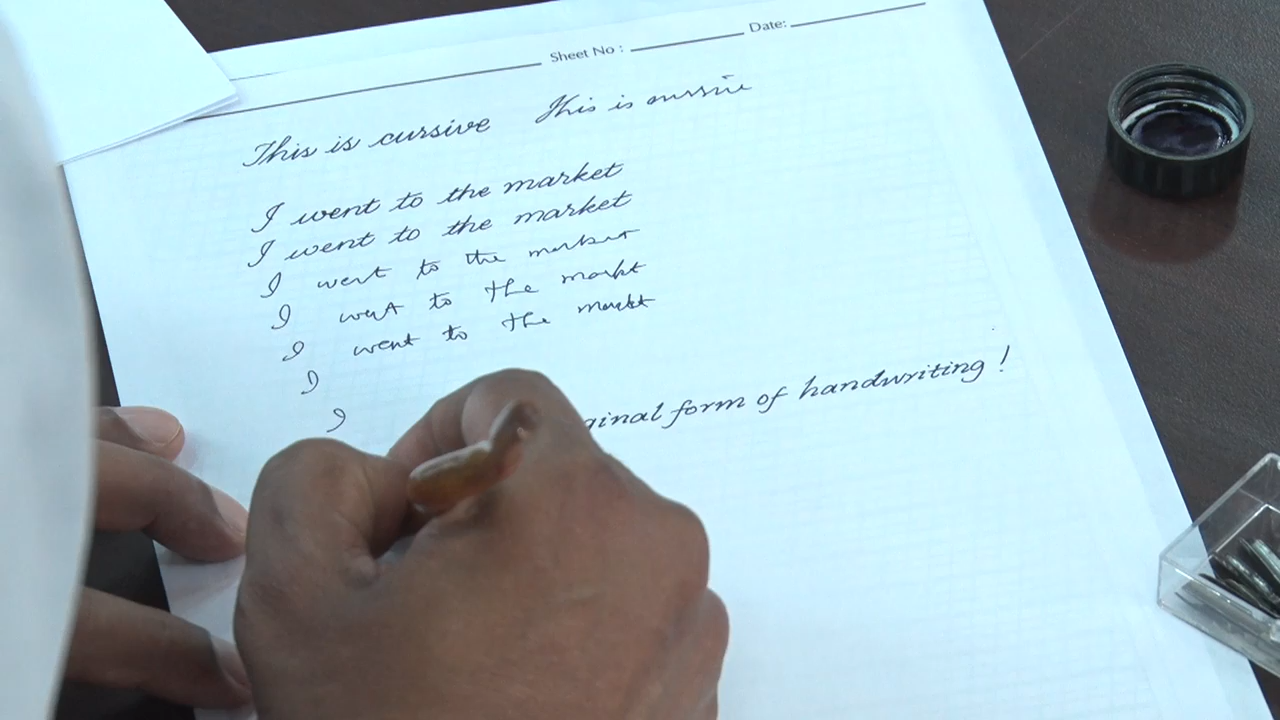 Sheet No : Date:
This is cursive This is cursive
I went to the market
I went to the market
I went to the market
I went to the market
I went to the market
I
I
ginal form of handwriting !